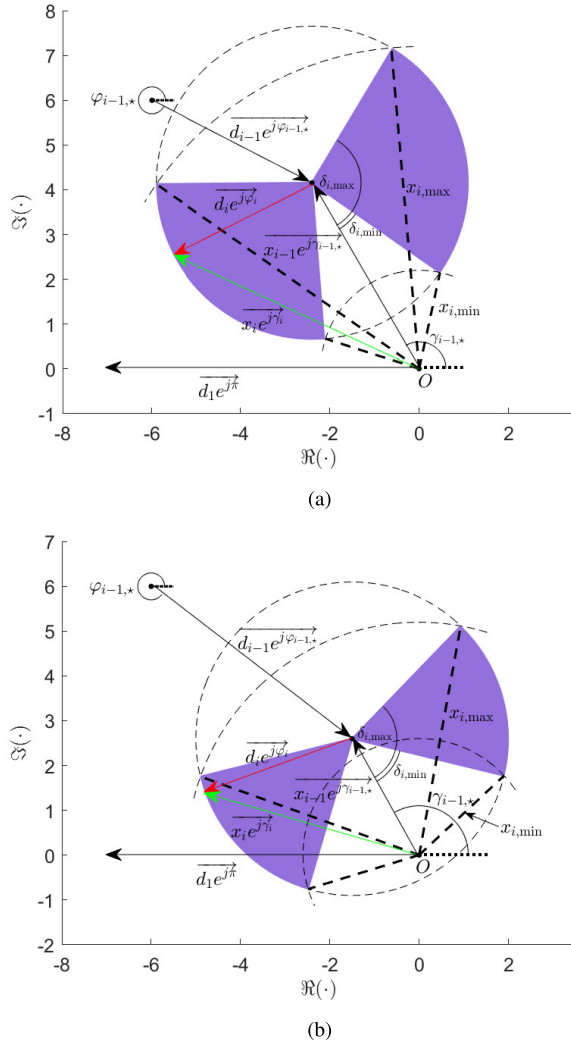 8
7
6
5
4
3
2
1
0
-1
ℑ(·)
φ_{i−1,⋆}
d_{i−1}e^{jφ_{i−1,⋆}}
δ_{i,max}
x_{i,max}
d_i e^{jφ_i}
δ_{i,min}
x_{i−1}e^{jγ_{i−1,⋆}}
x_{i,min}
x_i e^{jγ_i}
γ_{i−1,⋆}
O
d_1 e^{jπ}
-8 -6 -4 -2 0 2
ℜ(·)
(a)
7
6
5
4
3
2
1
0
-1
-2
ℑ(·)
φ_{i−1,⋆}
d_{i−1}e^{jφ_{i−1,⋆}}
x_{i,max}
δ_{i,max}
d_i e^{jφ_i}
δ_{i,min}
x_{i−1}e^{jγ_{i−1,⋆}}
γ_{i−1,⋆}
x_i e^{jγ_i}
x_{i,min}
O
d_1 e^{jπ}
-8 -6 -4 -2 0 2
ℜ(·)
(b)